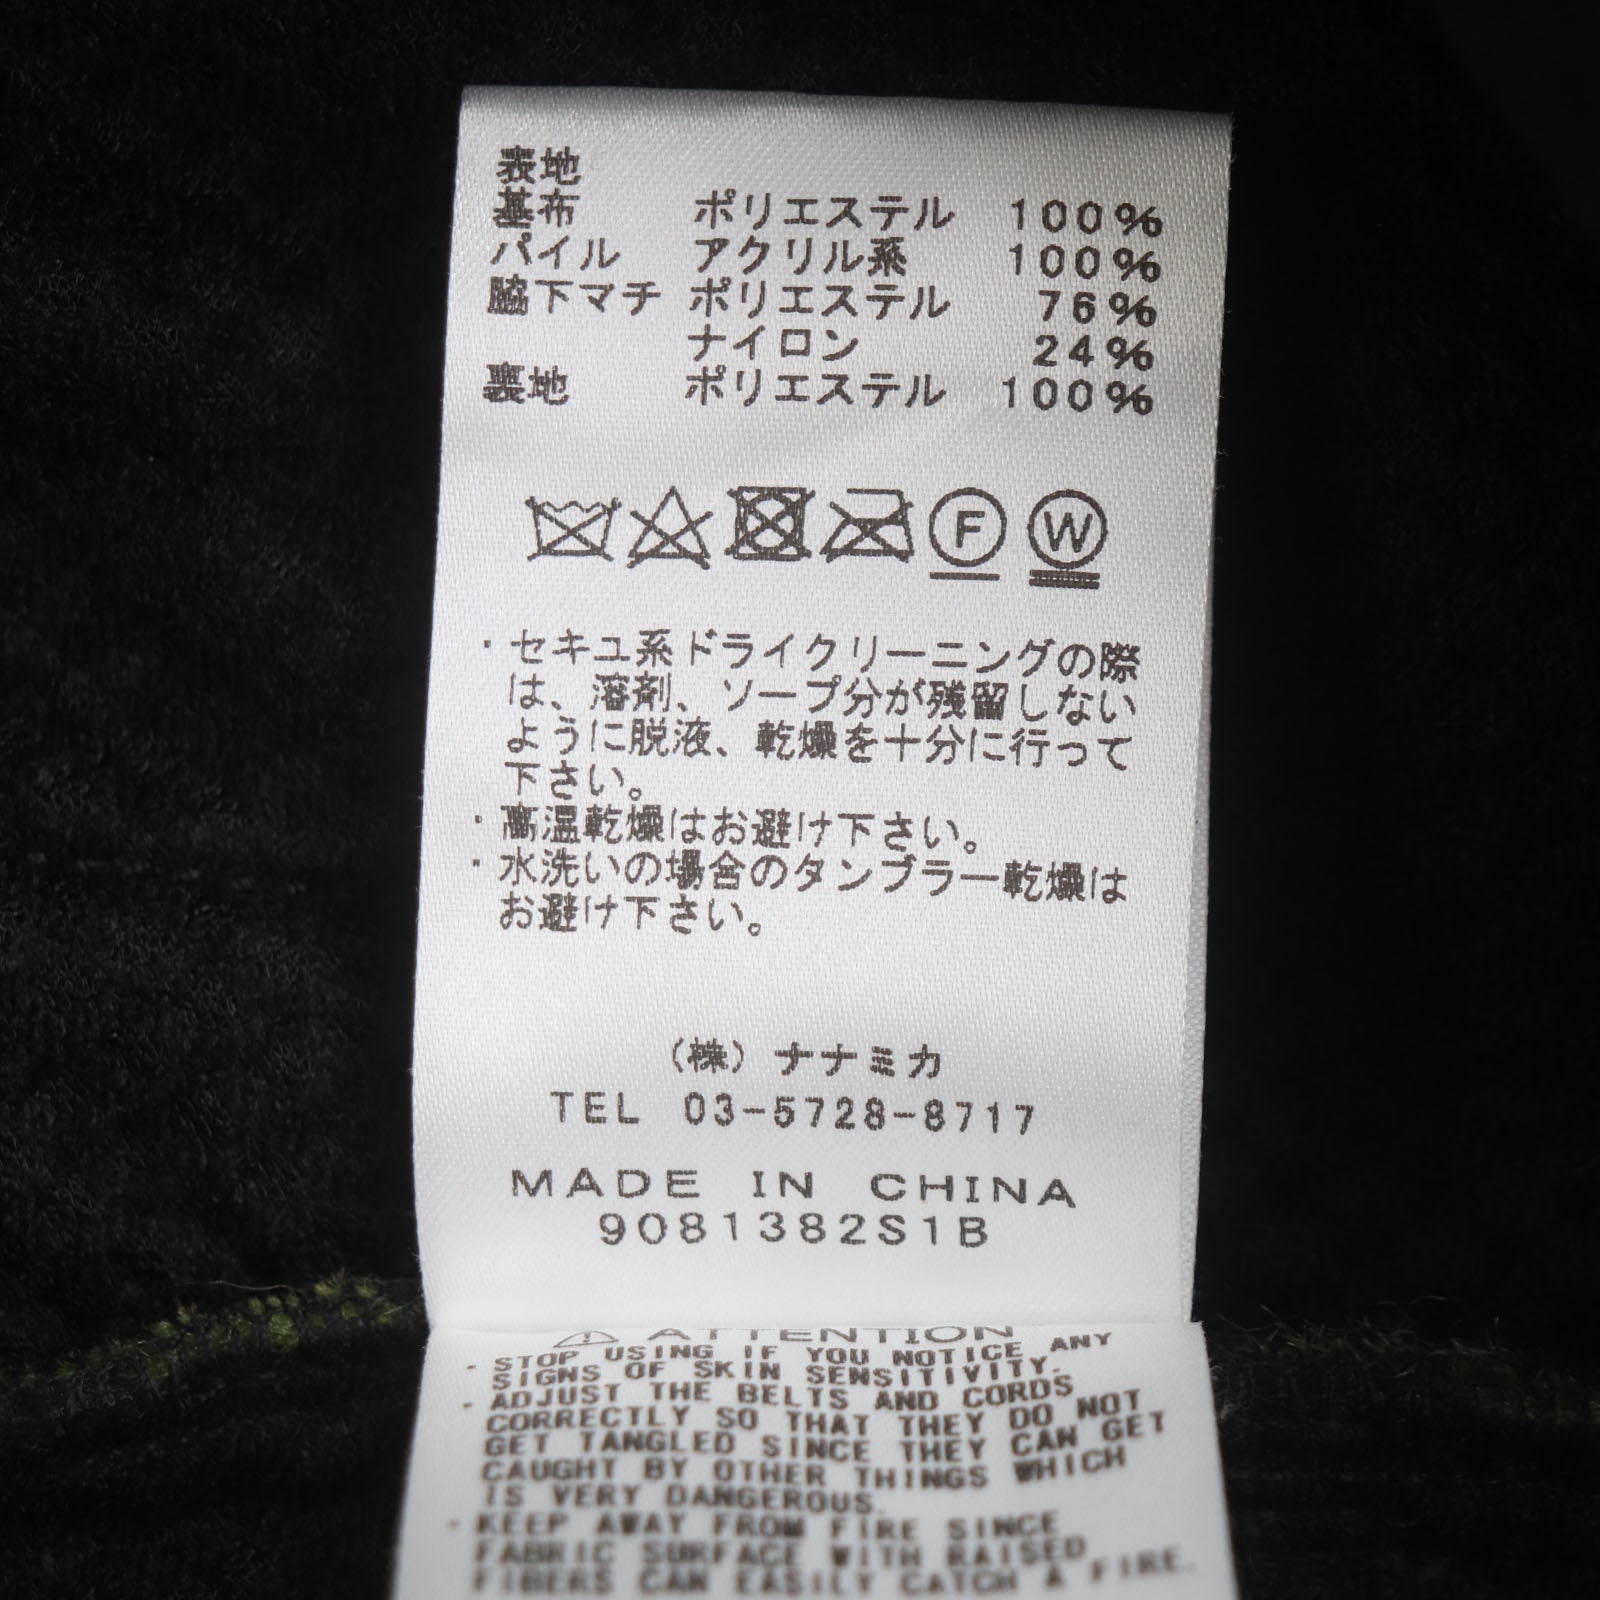 表地
基布 ポリエステル 100%
パイル アクリル系 100%
脇下マチ ポリエステル 76%
ナイロン 24%
裏地 ポリエステル 100%
F W
・セキユ系ドライクリーニングの際
は、溶剤、ソープ分が残留しない
ように脱液、乾燥を十分に行って
下さい。
・高温乾燥はお避け下さい。
・水洗いの場合のタンブラー乾燥は
お避け下さい。
(株)ナナミカ
TEL 03-5728-8717
MADE IN CHINA
9081382S1B
ATTENTION
- STOP USING IF YOU NOTICE ANY
SIGNS OF SKIN SENSITIVITY.
- ADJUST THE BELTS AND CORDS
CORRECTLY SO THAT THEY DO NOT
GET TANGLED SINCE THEY CAN GET
CAUGHT BY OTHER THINGS WHICH
IS VERY DANGEROUS.
- KEEP AWAY FROM FIRE SINCE
FABRIC SURFACE WITH RAISED
FIBERS CAN EASILY CATCH A FIRE.